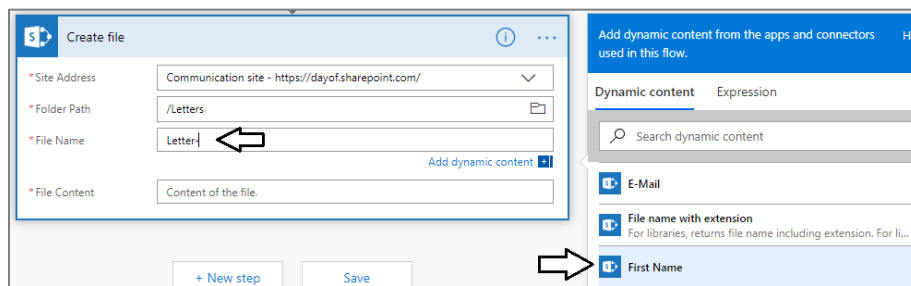 Create file
* Site Address
Communication site - https://dayof.sharepoint.com/
* Folder Path
/Letters
* File Name
Letter-
Add dynamic content
* File Content
Content of the file.
+ New step
Save
Add dynamic content from the apps and connectors
used in this flow.
Dynamic content Expression
Search dynamic content
E-Mail
File name with extension
For libraries, returns file name including extension. For li...
First Name